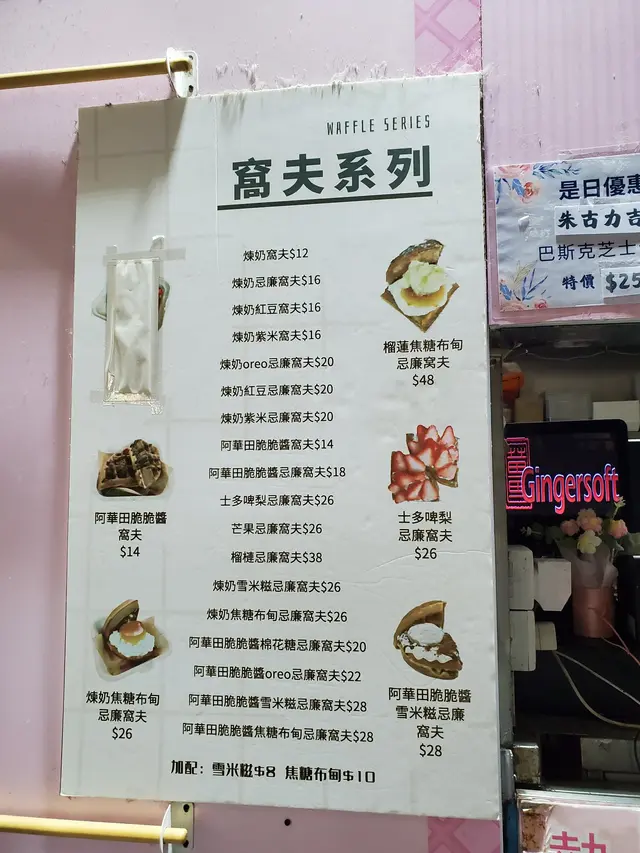 WAFFLE SERIES
窩夫系列
煉奶窩夫$12
煉奶忌廉窩夫$16
煉奶紅豆窩夫$16
煉奶紫米窩夫$16
煉奶oreo忌廉窩夫$20
煉奶紅豆忌廉窩夫$20
煉奶紫米忌廉窩夫$20
阿華田脆脆醬窩夫$14
阿華田脆脆醬忌廉窩夫$18
士多啤梨忌廉窩夫$26
芒果忌廉窩夫$26
榴槤忌廉窩夫$38
煉奶雪米糍忌廉窩夫$26
煉奶焦糖布甸忌廉窩夫$26
阿華田脆脆醬棉花糖忌廉窩夫$20
阿華田脆脆醬oreo忌廉窩夫$22
阿華田脆脆醬雪米糍忌廉窩夫$28
阿華田脆脆醬焦糖布甸忌廉窩夫$28
加配：雪米糍$8 焦糖布甸$10
阿華田脆脆醬
窩夫
$14
煉奶焦糖布甸
忌廉窩夫
$26
榴蓮焦糖布甸
忌廉窩夫
$48
士多啤梨
忌廉窩夫
$26
阿華田脆脆醬
雪米糍忌廉
窩夫
$28
是日優惠
朱古力
巴斯克芝士
特價 $25
Gingersoft